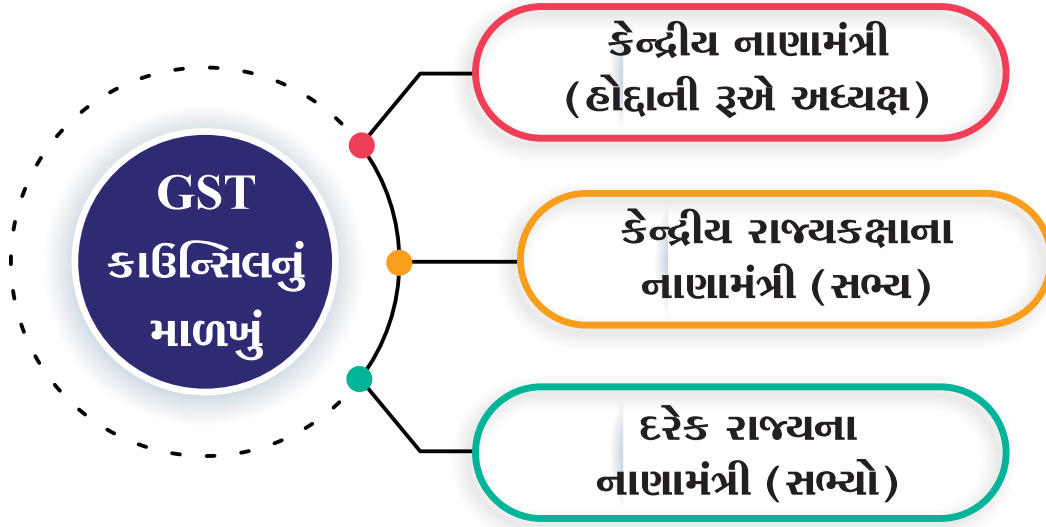 GST
કાઉન્સિલનું
માળખું
કેન્દ્રીય નાણામંત્રી
(હોદ્દાની રૂએ અધ્યક્ષ)
કેન્દ્રીય રાજ્યકક્ષાના
નાણામંત્રી (સભ્ય)
દરેક રાજ્યના
નાણામંત્રી (સભ્યો)